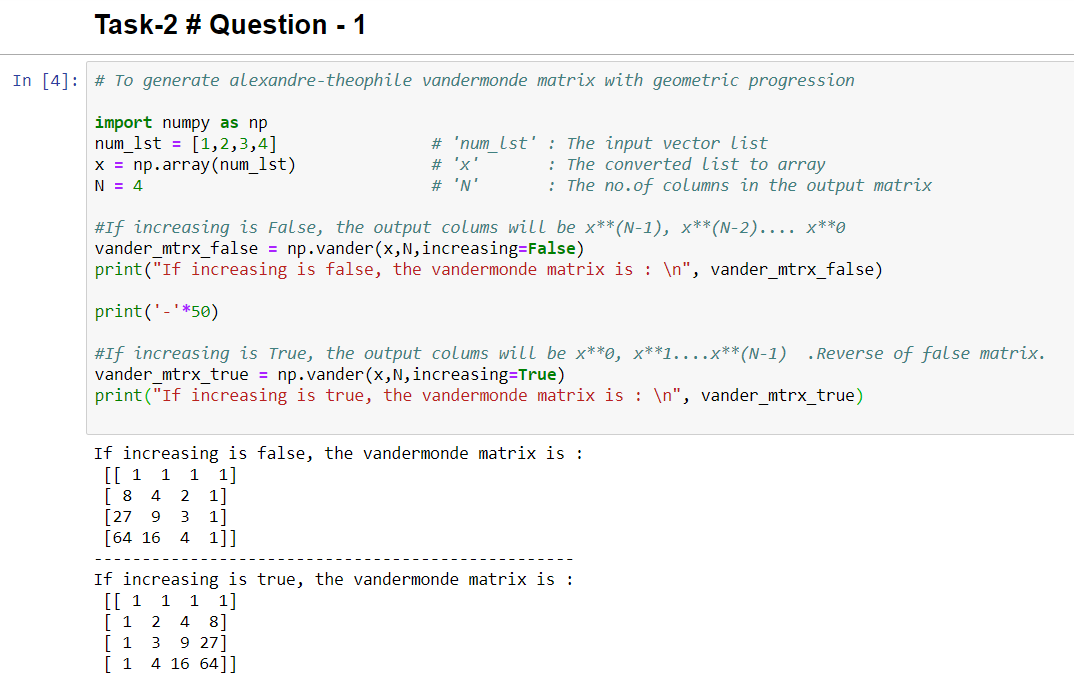 Task-2 # Question - 1
In [4]: # To generate alexandre-theophile vandermonde matrix with geometric progression
import numpy as np
num_lst = [1,2,3,4] # 'num_lst' : The input vector list
x = np.array(num_lst) # 'x' : The converted list to array
N = 4 # 'N' : The no.of columns in the output matrix
#If increasing is False, the output colums will be x**(N-1), x**(N-2).... x**0
vander_mtrx_false = np.vander(x,N,increasing=False)
print("If increasing is false, the vandermonde matrix is : \n", vander_mtrx_false)
print('-'*50)
#If increasing is True, the output colums will be x**0, x**1....x**(N-1)  .Reverse of false matrix.
vander_mtrx_true = np.vander(x,N,increasing=True)
print("If increasing is true, the vandermonde matrix is : \n", vander_mtrx_true)
If increasing is false, the vandermonde matrix is :
[[ 1  1  1  1]
[ 8  4  2  1]
[27  9  3  1]
[64 16  4  1]]
--------------------------------------------------
If increasing is true, the vandermonde matrix is :
[[ 1  1  1  1]
[ 1  2  4  8]
[ 1  3  9 27]
[ 1  4 16 64]]